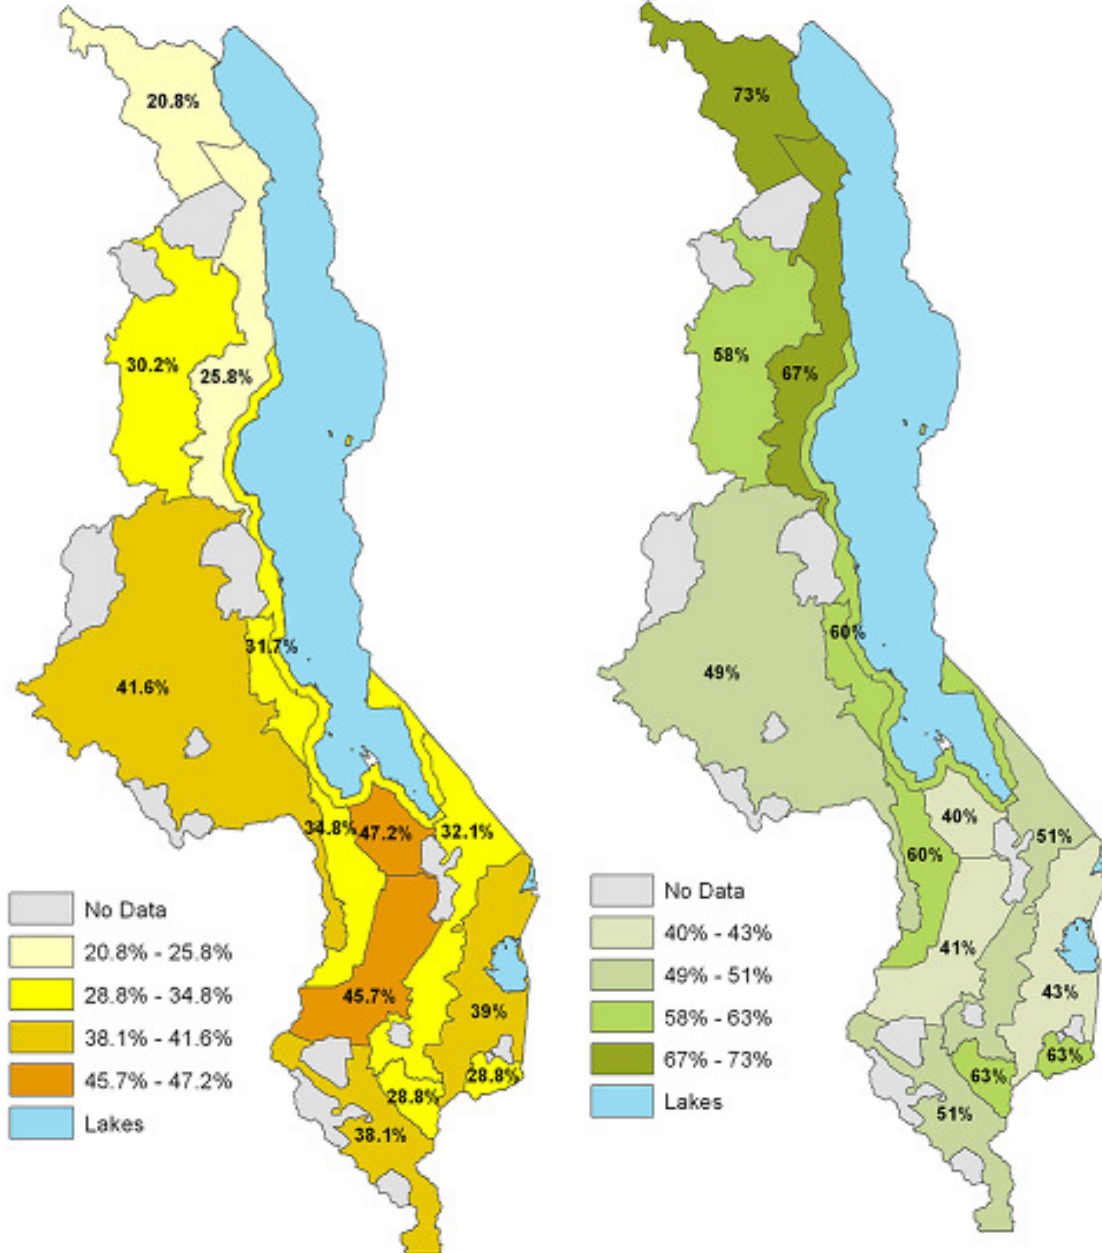 20.8%
30.2%
25.8%
31.7%
41.6%
34.8%
47.2%
32.1%
45.7%
39%
28.8%
28.8%
38.1%
No Data
20.8% - 25.8%
28.8% - 34.8%
38.1% - 41.6%
45.7% - 47.2%
Lakes
73%
58%
67%
60%
49%
40%
51%
60%
41%
43%
63%
63%
51%
No Data
40% - 43%
49% - 51%
58% - 63%
67% - 73%
Lakes